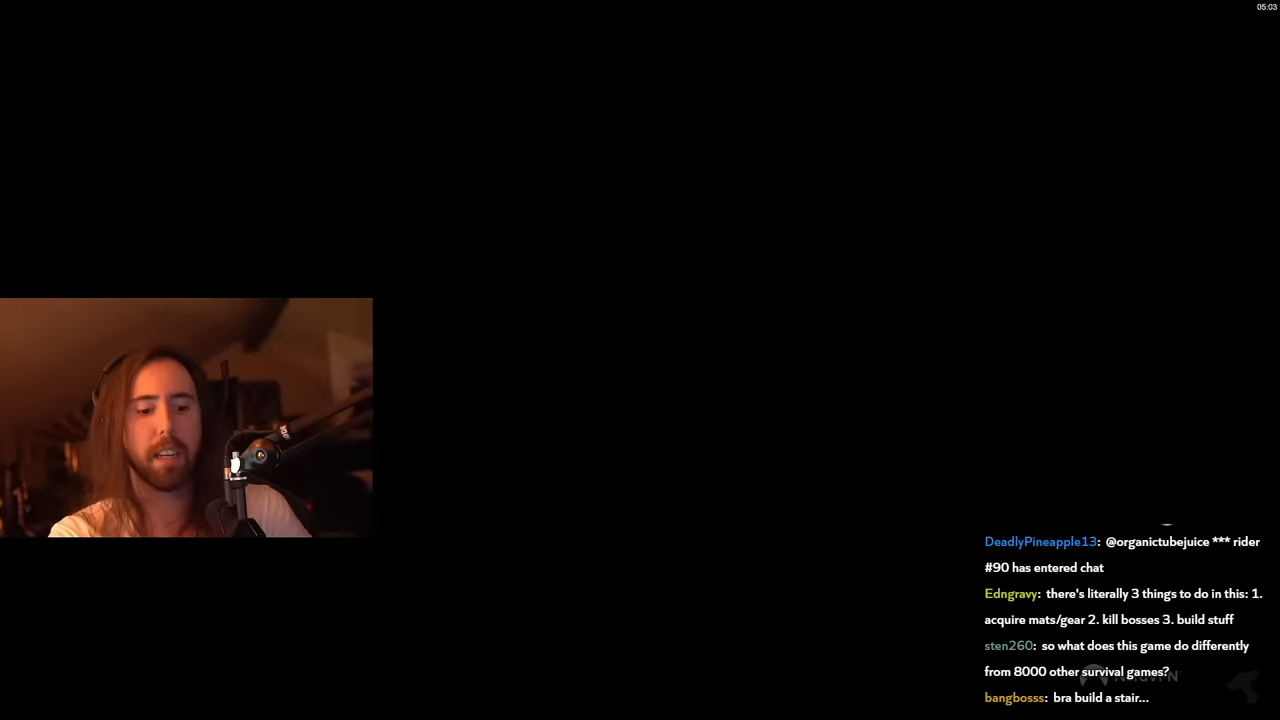 05:03
DeadlyPineapple13: @organictubejuice *** rider
#90 has entered chat
Edngravy: there's literally 3 things to do in this: 1.
acquire mats/gear 2. kill bosses 3. build stuff
sten260: so what does this game do differently
from 8000 other survival games?
NordVPN
bangbosss: bra build a stair...